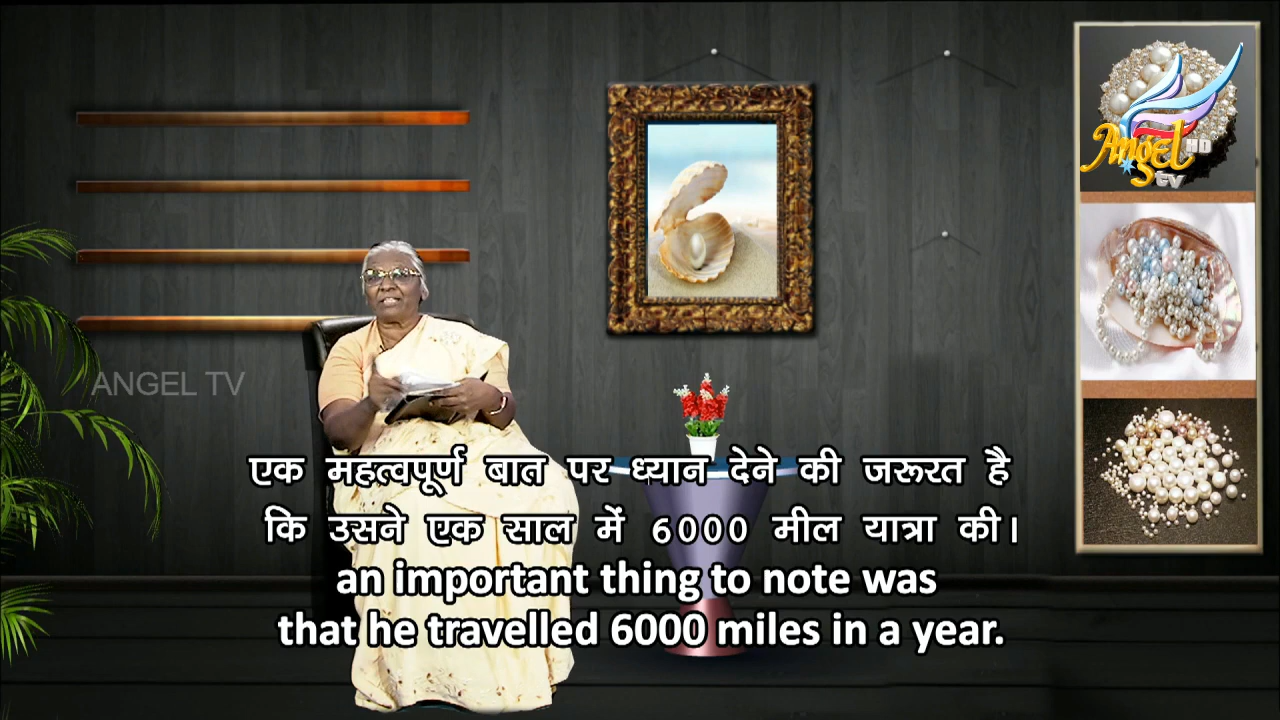 Angel HD
tv
ANGEL TV
एक महत्वपूर्ण बात पर ध्यान देने की जरूरत है
कि उसने एक साल में 6000 मील यात्रा की।
an important thing to note was
that he travelled 6000 miles in a year.